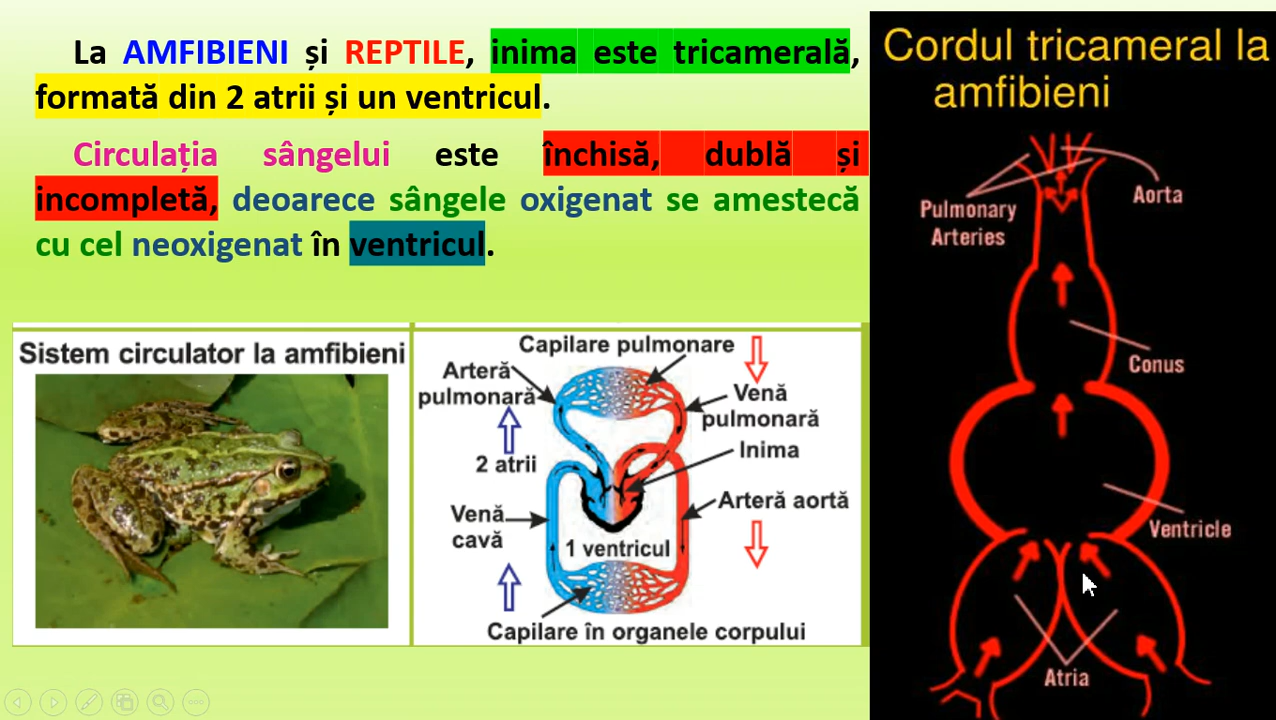 La AMFIBIENI și REPTILE, inima este tricamerală,
formată din 2 atrii și un ventricul.
Circulația sângelui este închisă, dublă și
incompletă, deoarece sângele oxigenat se amestecă
cu cel neoxigenat în ventricul.
Sistem circulator la amfibieni
Capilare pulmonare
Arteră
pulmonară
Venă
pulmonară
2 atrii
Inima
Venă
cavă
Arteră aortă
1 ventricul
Capilare în organele corpului
Cordul tricameral la
amfibieni
Pulmonary
Arteries
Aorta
Conus
Ventricle
Atria